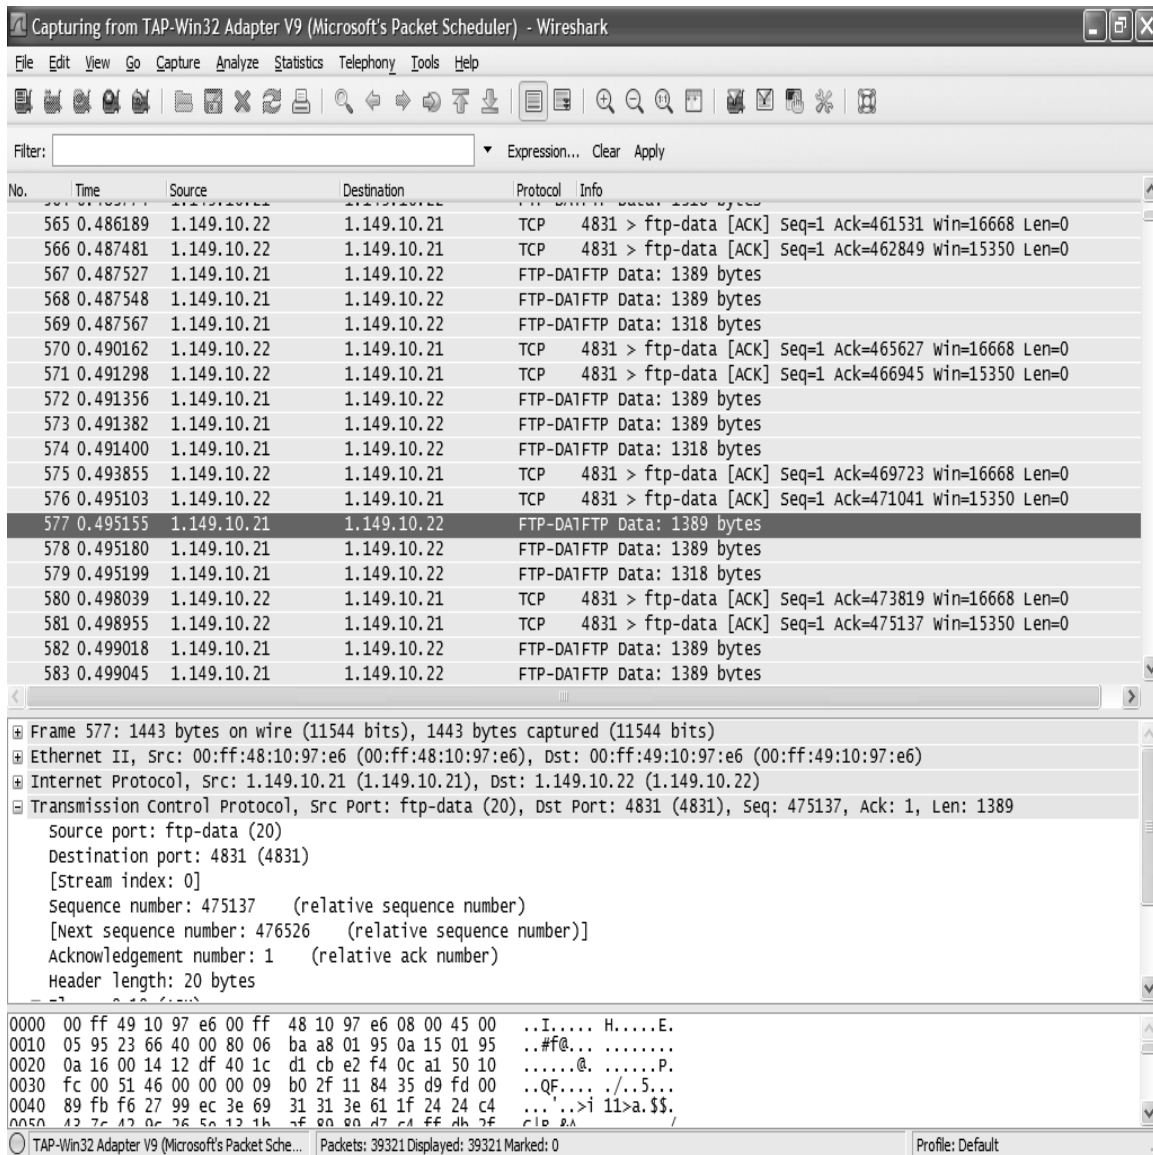 Capturing from TAP-Win32 Adapter V9 (Microsoft's Packet Scheduler) - Wireshark
File Edit View Go Capture Analyze Statistics Telephony Tools Help
Filter: Expression... Clear Apply
No. Time Source Destination Protocol Info
565 0.486189 1.149.10.22 1.149.10.21 TCP 4831 > ftp-data [ACK] Seq=1 Ack=461531 Win=16668 Len=0
566 0.487481 1.149.10.22 1.149.10.21 TCP 4831 > ftp-data [ACK] Seq=1 Ack=462849 Win=15350 Len=0
567 0.487527 1.149.10.21 1.149.10.22 FTP-DATFTP Data: 1389 bytes
568 0.487548 1.149.10.21 1.149.10.22 FTP-DATFTP Data: 1389 bytes
569 0.487567 1.149.10.21 1.149.10.22 FTP-DATFTP Data: 1318 bytes
570 0.490162 1.149.10.22 1.149.10.21 TCP 4831 > ftp-data [ACK] Seq=1 Ack=465627 Win=16668 Len=0
571 0.491298 1.149.10.22 1.149.10.21 TCP 4831 > ftp-data [ACK] Seq=1 Ack=466945 Win=15350 Len=0
572 0.491356 1.149.10.21 1.149.10.22 FTP-DATFTP Data: 1389 bytes
573 0.491382 1.149.10.21 1.149.10.22 FTP-DATFTP Data: 1389 bytes
574 0.491400 1.149.10.21 1.149.10.22 FTP-DATFTP Data: 1318 bytes
575 0.493855 1.149.10.22 1.149.10.21 TCP 4831 > ftp-data [ACK] Seq=1 Ack=469723 Win=16668 Len=0
576 0.495103 1.149.10.22 1.149.10.21 TCP 4831 > ftp-data [ACK] Seq=1 Ack=471041 Win=15350 Len=0
577 0.495155 1.149.10.21 1.149.10.22 FTP-DATFTP Data: 1389 bytes
578 0.495180 1.149.10.21 1.149.10.22 FTP-DATFTP Data: 1389 bytes
579 0.495199 1.149.10.21 1.149.10.22 FTP-DATFTP Data: 1318 bytes
580 0.498039 1.149.10.22 1.149.10.21 TCP 4831 > ftp-data [ACK] Seq=1 Ack=473819 Win=16668 Len=0
581 0.498955 1.149.10.22 1.149.10.21 TCP 4831 > ftp-data [ACK] Seq=1 Ack=475137 Win=15350 Len=0
582 0.499018 1.149.10.21 1.149.10.22 FTP-DATFTP Data: 1389 bytes
583 0.499045 1.149.10.21 1.149.10.22 FTP-DATFTP Data: 1389 bytes
Frame 577: 1443 bytes on wire (11544 bits), 1443 bytes captured (11544 bits)
Ethernet II, Src: 00:ff:48:10:97:e6 (00:ff:48:10:97:e6), Dst: 00:ff:49:10:97:e6 (00:ff:49:10:97:e6)
Internet Protocol, Src: 1.149.10.21 (1.149.10.21), Dst: 1.149.10.22 (1.149.10.22)
Transmission Control Protocol, Src Port: ftp-data (20), Dst Port: 4831 (4831), Seq: 475137, Ack: 1, Len: 1389
Source port: ftp-data (20)
Destination port: 4831 (4831)
[Stream index: 0]
Sequence number: 475137 (relative sequence number)
[Next sequence number: 476526 (relative sequence number)]
Acknowledgement number: 1 (relative ack number)
Header length: 20 bytes
0000 00 ff 49 10 97 e6 00 ff 48 10 97 e6 08 00 45 00 ..I..... H.....E.
0010 05 95 23 66 40 00 80 06 ba a8 01 95 0a 15 01 95 ..#f@... ........
0020 0a 16 00 14 12 df 40 1c d1 cb e2 f4 0c a1 50 10 ......@. ......P.
0030 fc 00 51 46 00 00 00 09 b0 2f 11 84 35 d9 fd 00 ..QF.... ./..5...
0040 89 fb f6 27 99 ec 3e 69 31 31 3e 61 1f 24 24 c4 ...'..>i 11>a.$$.
TAP-Win32 Adapter V9 (Microsoft's Packet Sche... Packets: 39321 Displayed: 39321 Marked: 0 Profile: Default